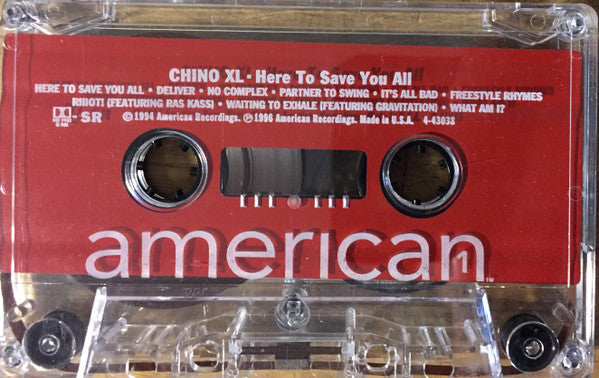 CHINO XL • Here To Save You All
HERE TO SAVE YOU ALL • DELIVER • NO COMPLEX • PARTNER TO SWING • IT'S ALL BAD • FREESTYLE RHYMES
RIIIOT! (FEATURING RAS KASS) • WAITING TO EXHALE (FEATURING GRAVITATION) • WHAT AM I?
SR ©1994 American Recordings. ℗1996 American Recordings. Made in U.S.A. 4-43038
american
1
™